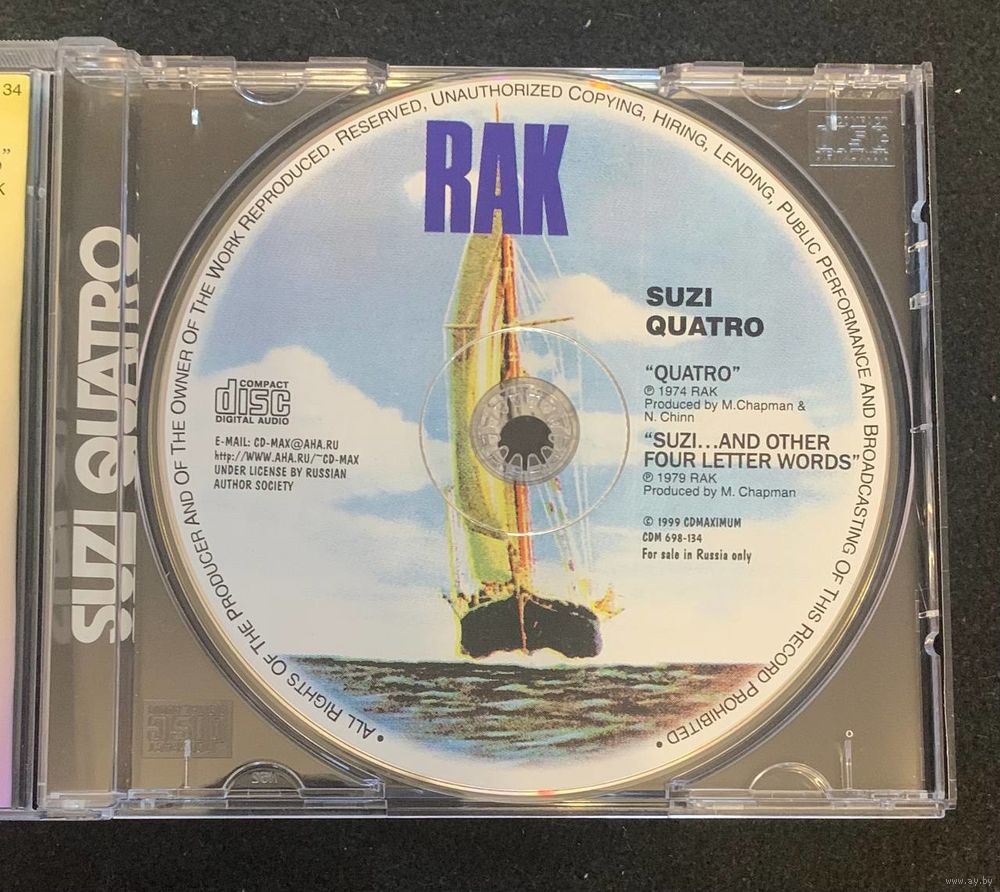 34
”
K
SUZI QUATRO
ALL RIGHTS OF THE PRODUCER AND OF THE OWNER OF THE WORK REPRODUCED. RESERVED, UNAUTHORIZED COPYING, HIRING, LENDING, PUBLIC PERFORMANCE AND BROADCASTING OF THIS RECORD PROHIBITED •
RAK
SUZI
QUATRO
“QUATRO”
℗ 1974 RAK
Produced by M.Chapman &
N. Chinn
“SUZI...AND OTHER
FOUR LETTER WORDS”
℗ 1979 RAK
Produced by M. Chapman
© 1999 CDMAXIMUM
CDM 698-134
For sale in Russia only
COMPACT
disc
DIGITAL AUDIO
E-MAIL: CD-MAX@AHA.RU
http://WWW.AHA.RU/~CD-MAX
UNDER LICENSE BY RUSSIAN
AUTHOR SOCIETY
www.ay.by